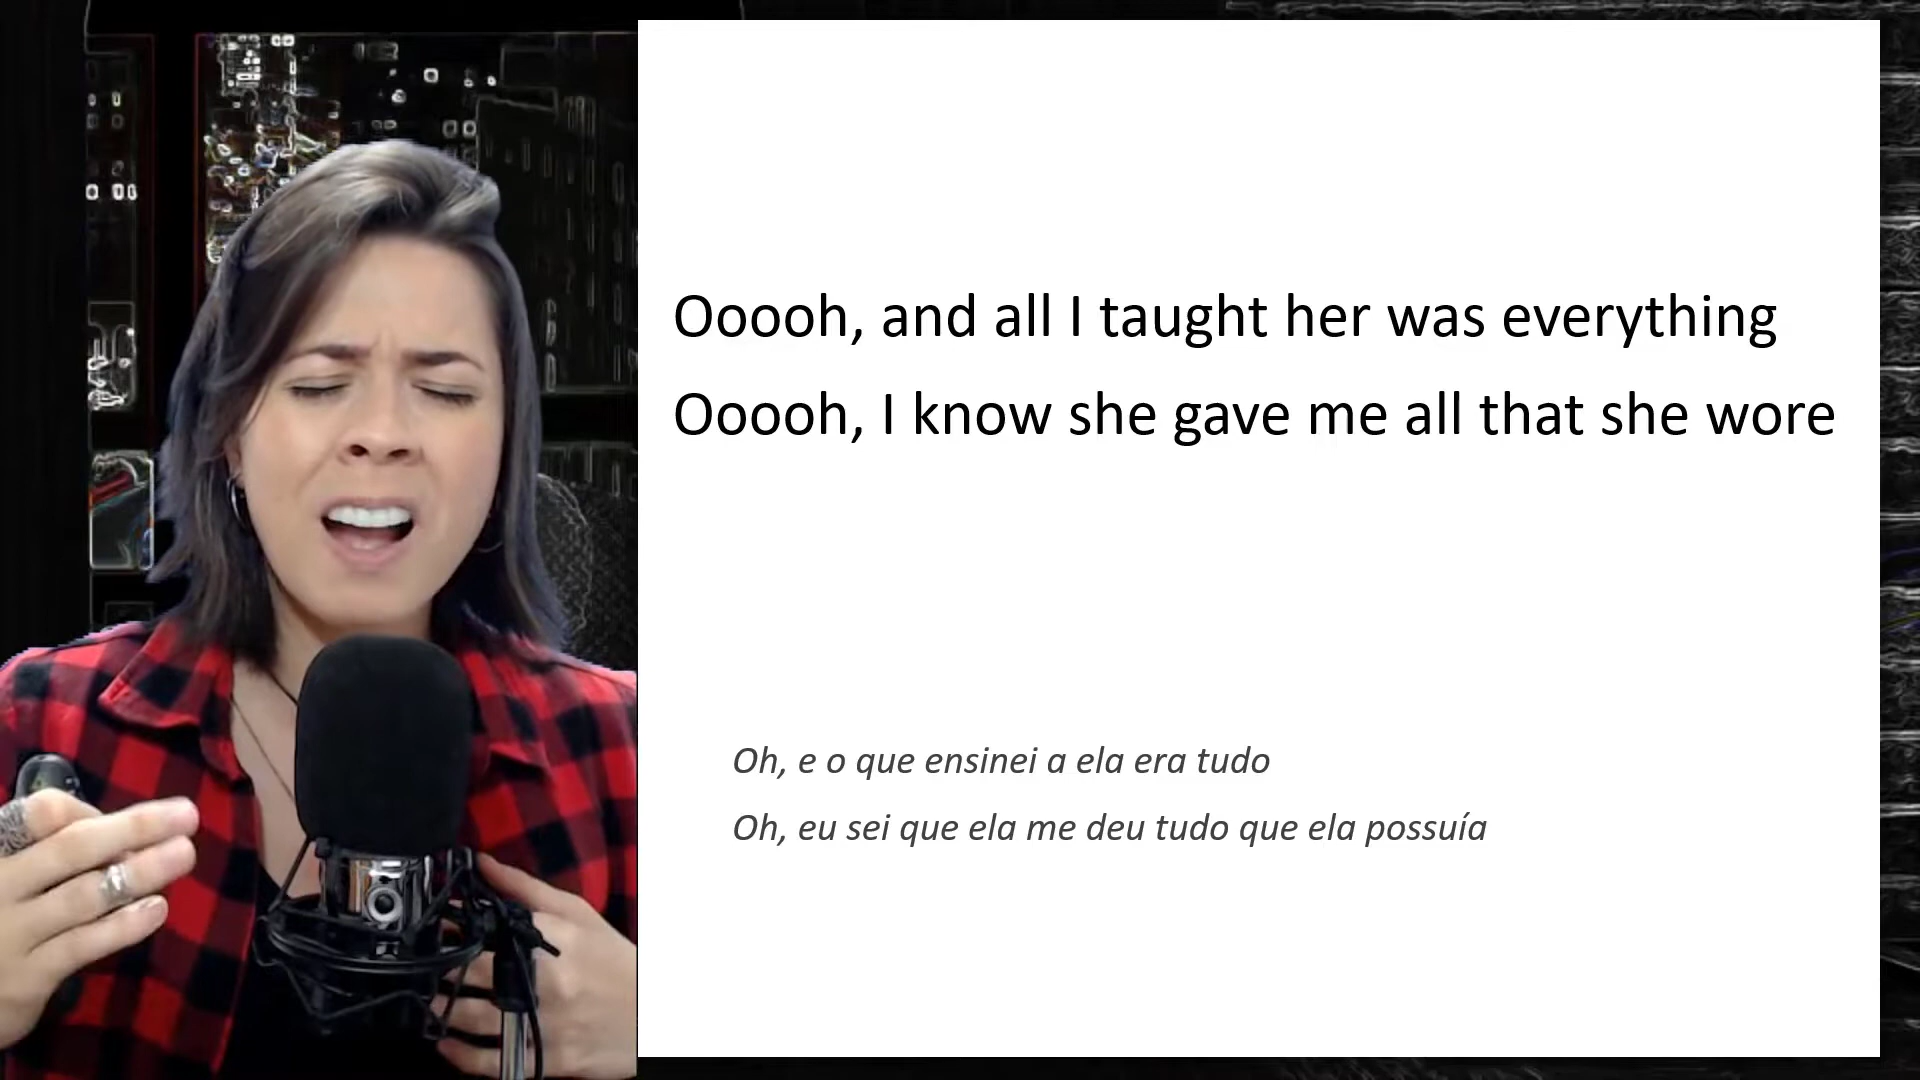 Ooooh, and all I taught her was everything
Ooooh, I know she gave me all that she wore
Oh, e o que ensinei a ela era tudo
Oh, eu sei que ela me deu tudo que ela possuía